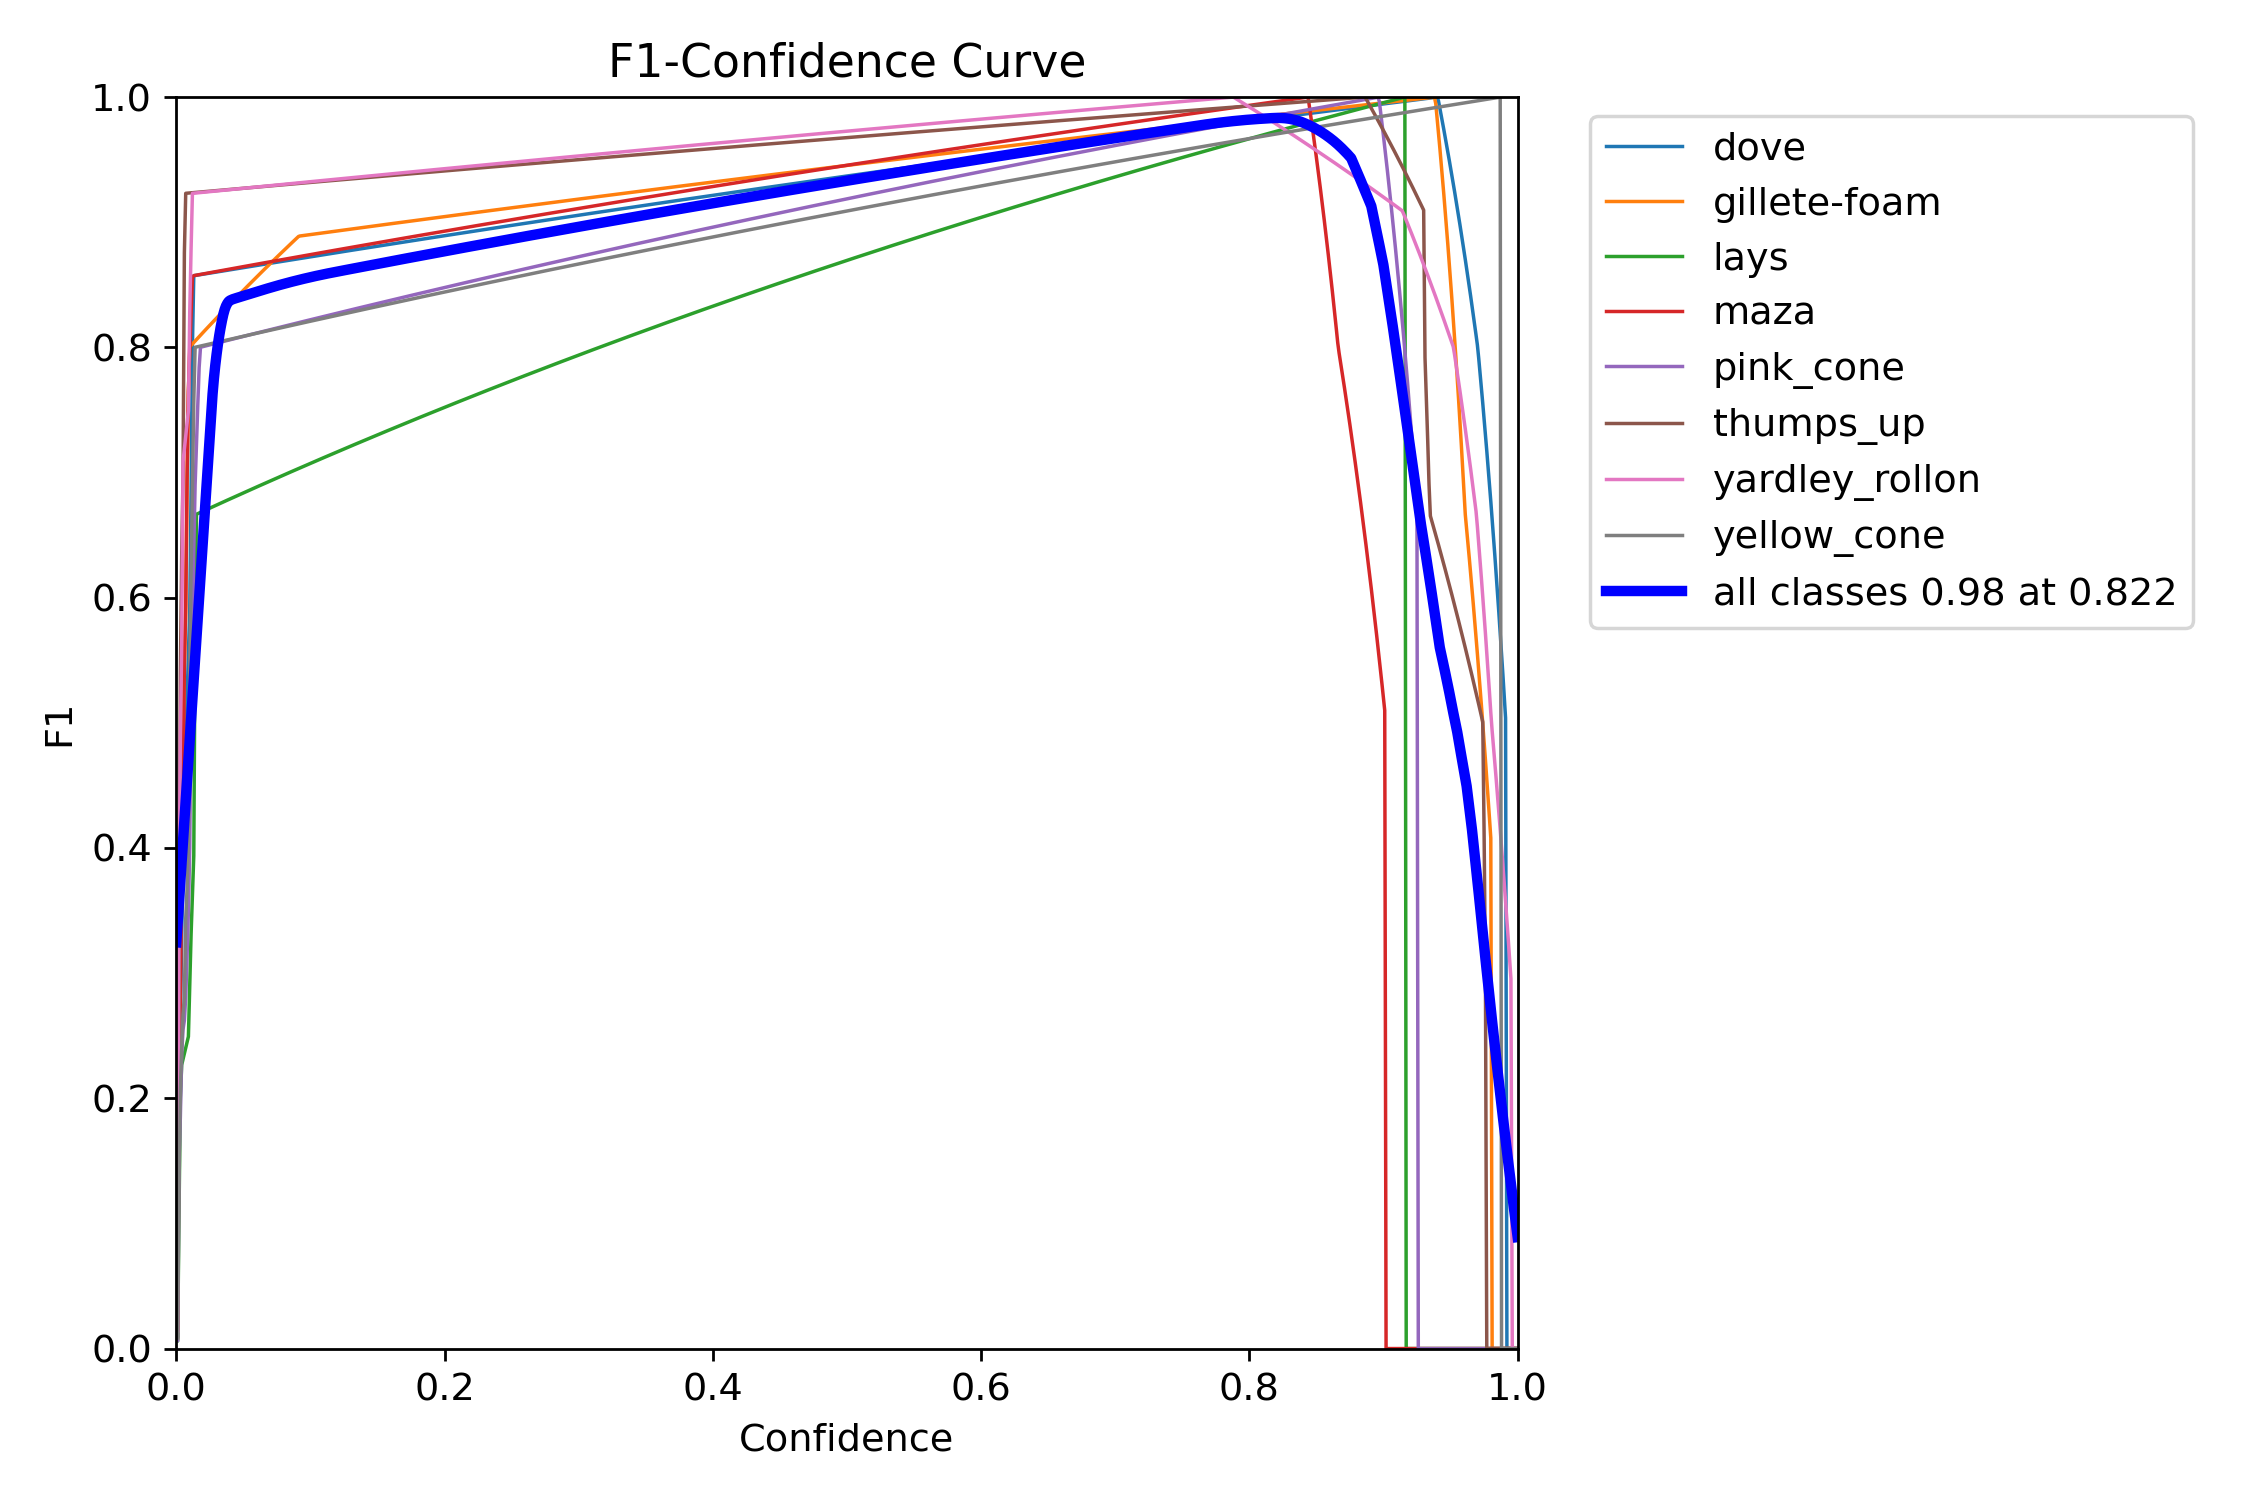 F1-Confidence Curve
1.0
0.8
0.6
0.4
0.2
0.0
F1
0.0 0.2 0.4 0.6 0.8 1.0
Confidence
dove
gillete-foam
lays
maza
pink_cone
thumps_up
yardley_rollon
yellow_cone
all classes 0.98 at 0.822